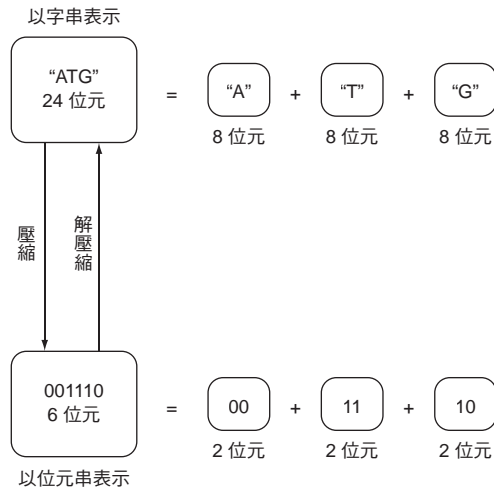 以字串表示
“ATG”
24 位元
= “A” + “T” + “G”
8 位元 8 位元 8 位元
壓縮
解壓縮
001110
6 位元
= 00 + 11 + 10
2 位元 2 位元 2 位元
以位元串表示